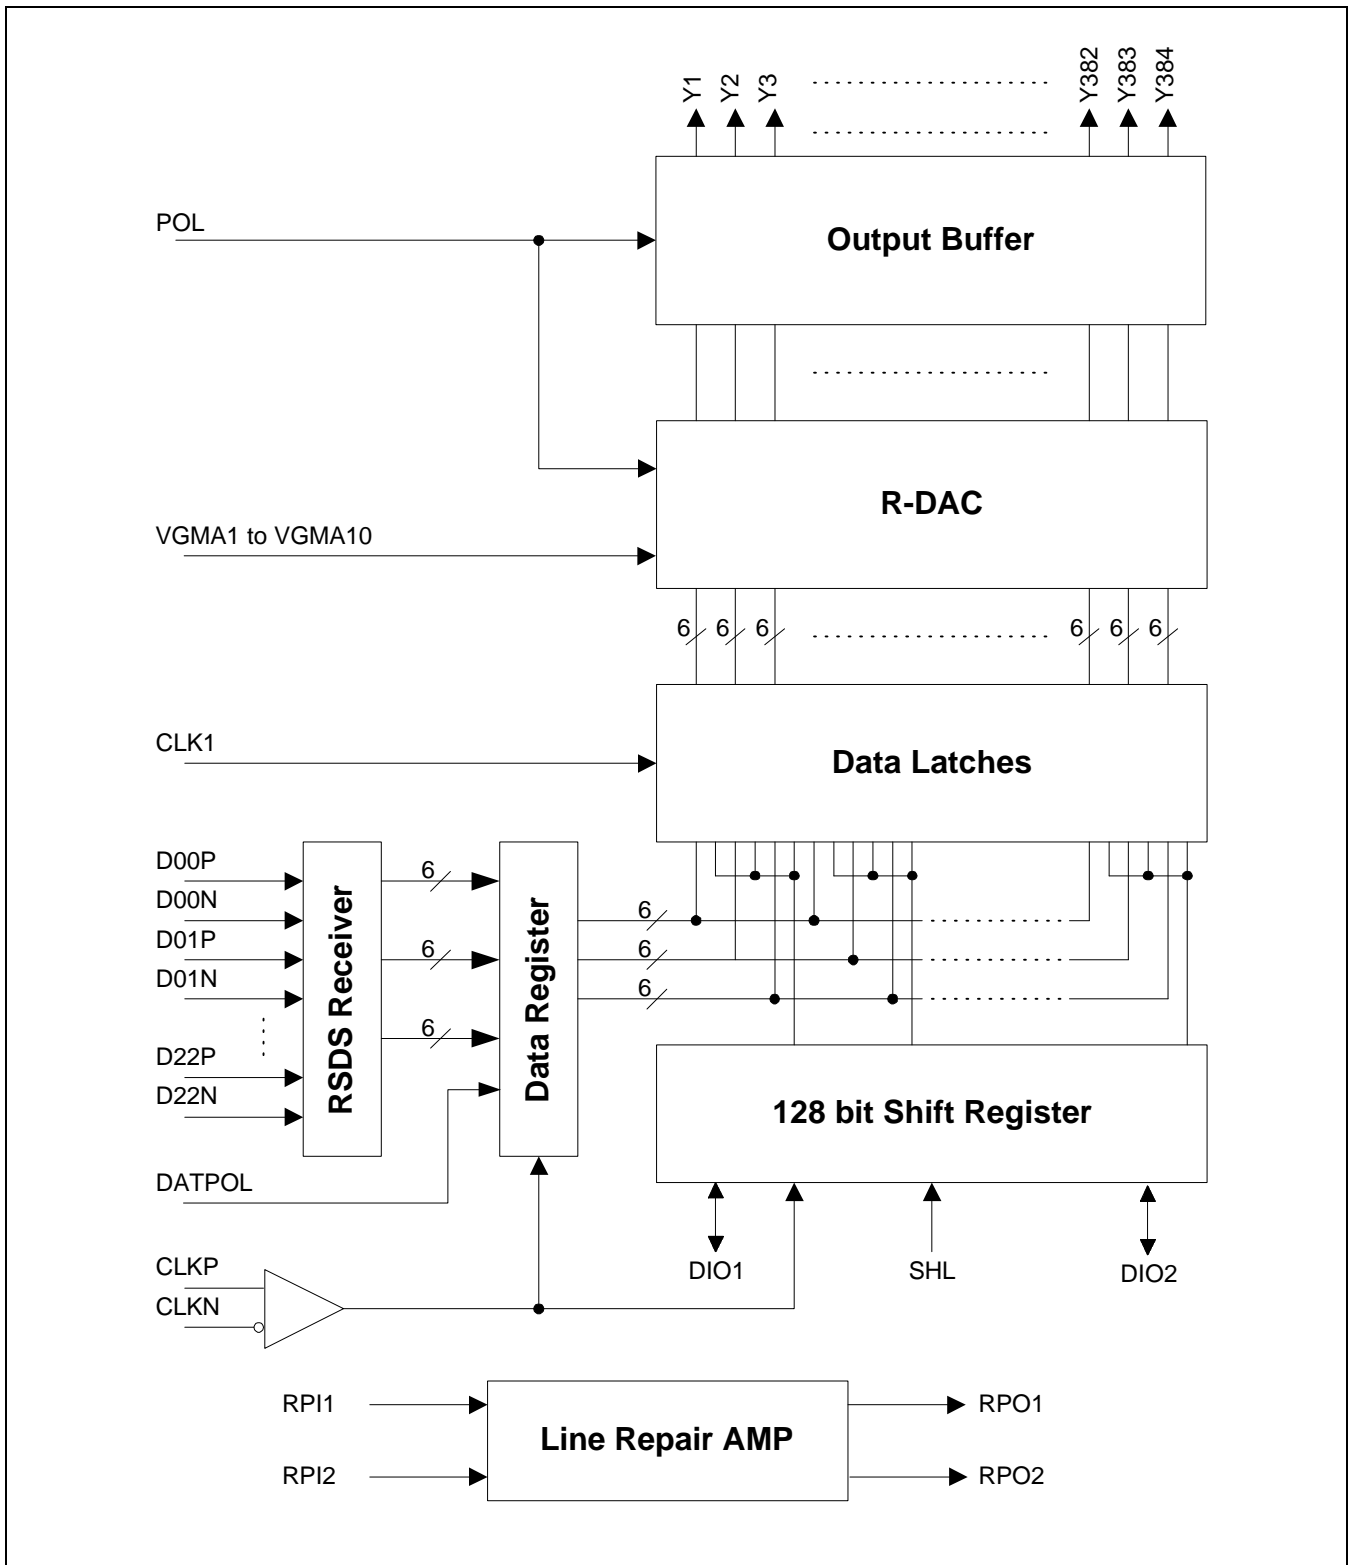 Y1 Y2 Y3 Y382 Y383 Y384
POL
Output Buffer
R-DAC
VGMA1 to VGMA10
6 6 6 6 6 6
CLK1
Data Latches
D00P
D00N
D01P
D01N
D22P
D22N
RSDS Receiver
6
6
6
Data Register
6
6
6
128 bit Shift Register
DATPOL
CLKP
CLKN
DIO1 SHL DIO2
RPI1
RPI2
Line Repair AMP
RPO1
RPO2